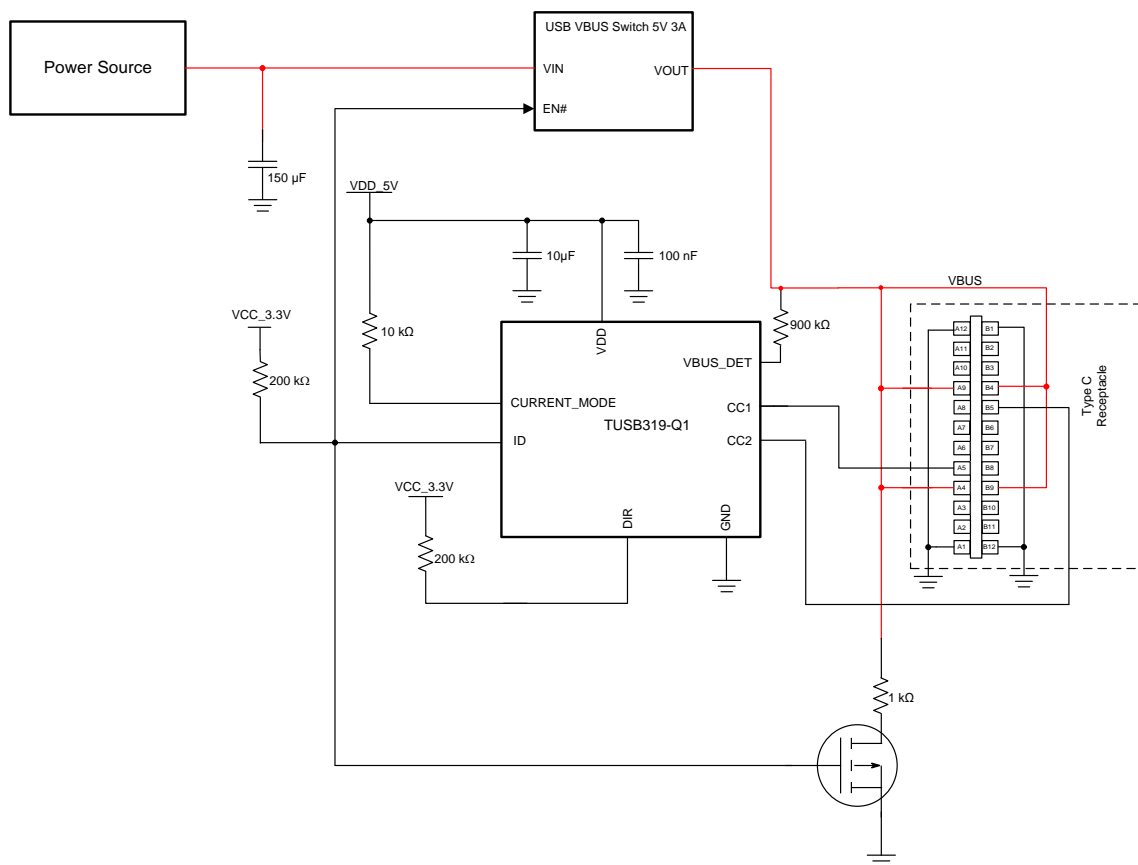 USB VBUS Switch 5V 3A
Power Source
VIN
VOUT
EN#
150 µF
VDD_5V
10µF
100 nF
VBUS
VCC_3.3V
10 kΩ
900 kΩ
VDD
VBUS_DET
200 kΩ
CURRENT_MODE
CC1
TUSB319-Q1
ID
CC2
VCC_3.3V
DIR
GND
200 kΩ
Type C
Receptacle
A12 B1
A11 B2
A10 B3
A9 B4
A8 B5
A7 B6
A6 B7
A5 B8
A4 B9
A3 B10
A2 B11
A1 B12
1 kΩ